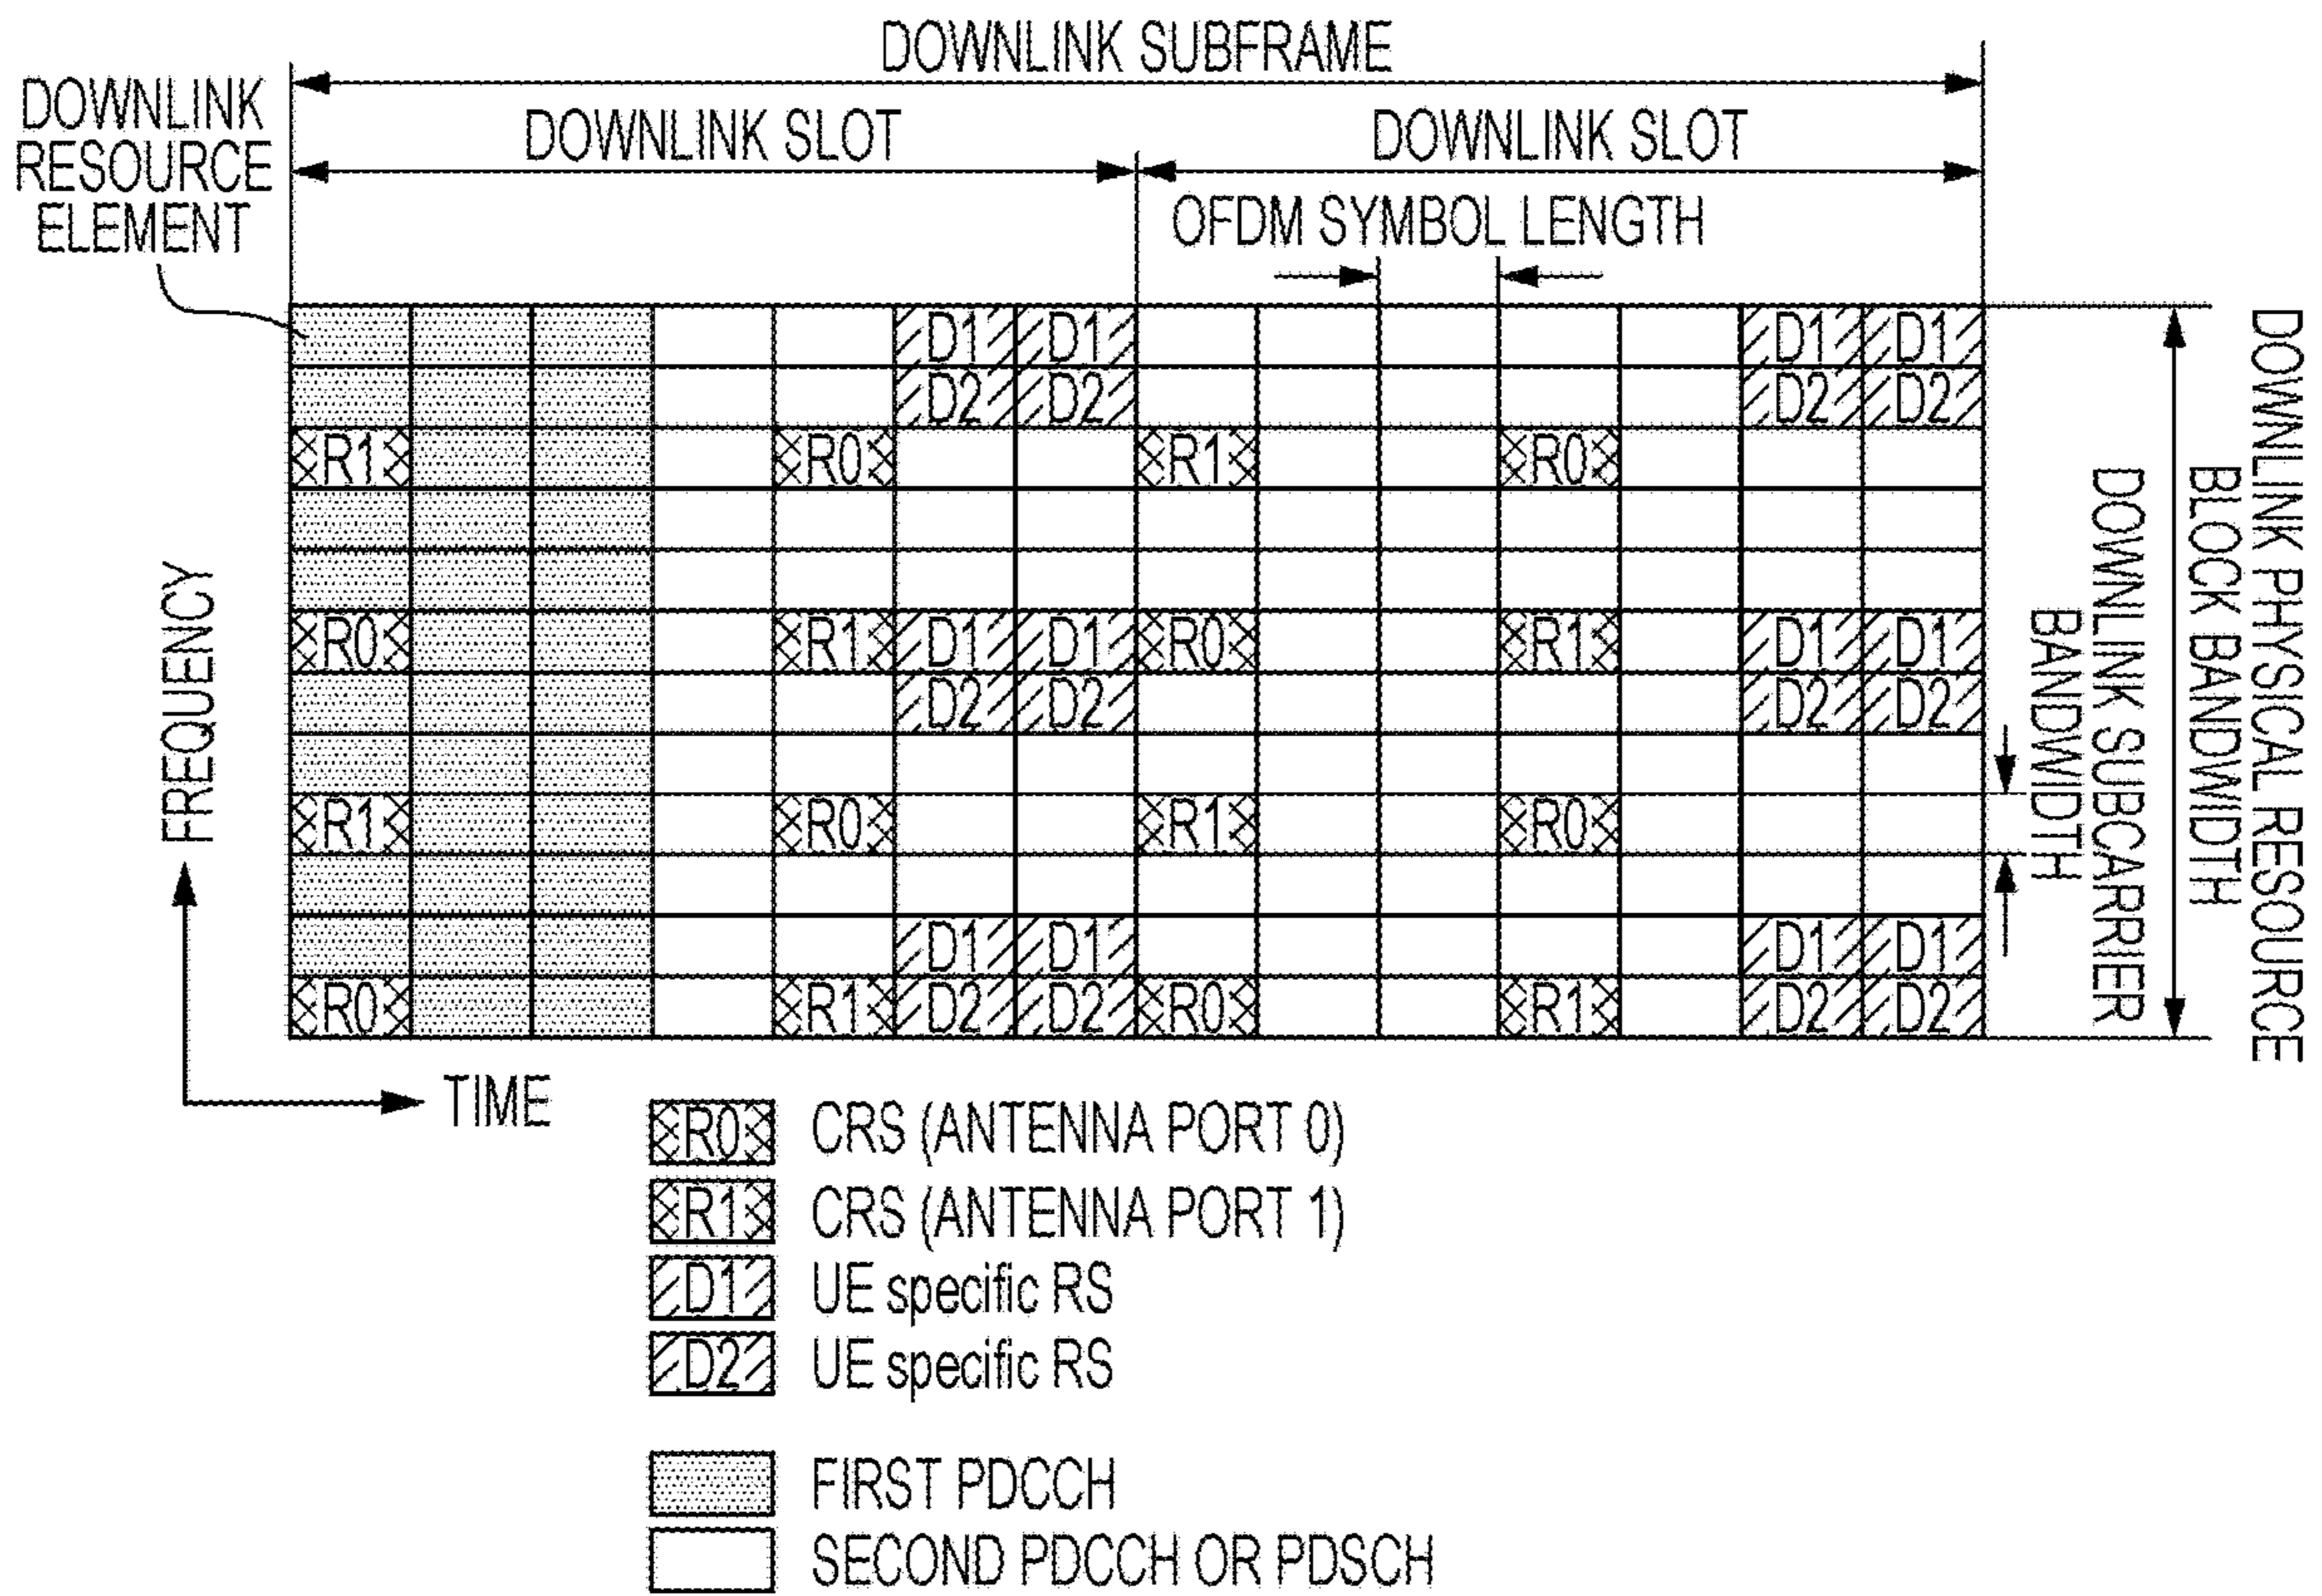 DOWNLINK SUBFRAME
DOWNLINK
RESOURCE
ELEMENT
DOWNLINK SLOT DOWNLINK SLOT
OFDM SYMBOL LENGTH
D1 D1 D1 D1
D2 D2 D2 D2
R1 R0 R1 R0
R0 R1 D1 D1 R0 R1 D1 D1
D2 D2 D2 D2
R1 R0 R1 R0
D1 D1 D1 D1
R0 R1 D2 D2 R0 R1 D2 D2
FREQUENCY
TIME
DOWNLINK PHYSICAL RESOURCE
BLOCK BANDWIDTH
DOWNLINK SUBCARRIER
BANDWIDTH
R0 CRS (ANTENNA PORT 0)
R1 CRS (ANTENNA PORT 1)
D1 UE specific RS
D2 UE specific RS
FIRST PDCCH
SECOND PDCCH OR PDSCH